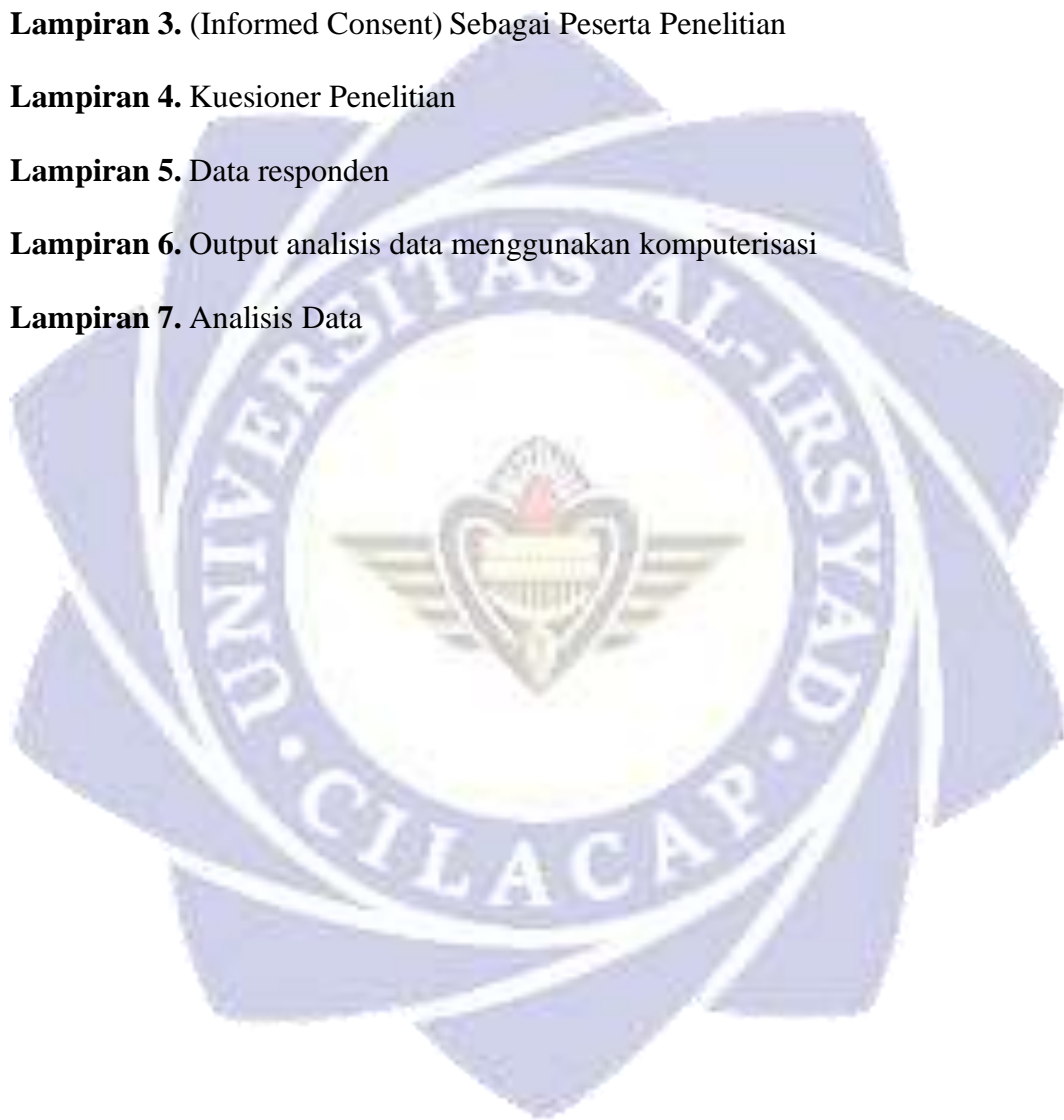 Lampiran 3. (Informed Consent) Sebagai Peserta Penelitian
Lampiran 4. Kuesioner Penelitian
Lampiran 5. Data responden
Lampiran 6. Output analisis data menggunakan komputerisasi
Lampiran 7. Analisis Data
UNIVERSITAS AL-IRSYAD
• CILACAP •